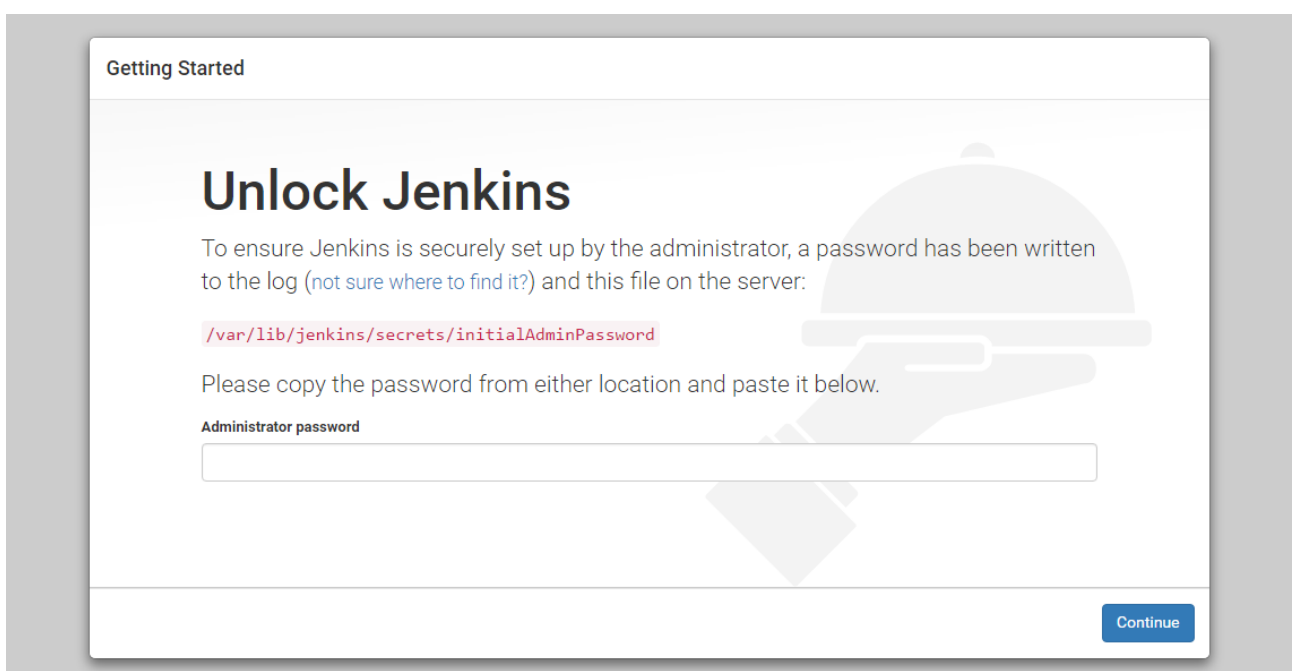 Getting Started
Unlock Jenkins
To ensure Jenkins is securely set up by the administrator, a password has been written
to the log (not sure where to find it?) and this file on the server:
/var/lib/jenkins/secrets/initialAdminPassword
Please copy the password from either location and paste it below.
Administrator password
Continue